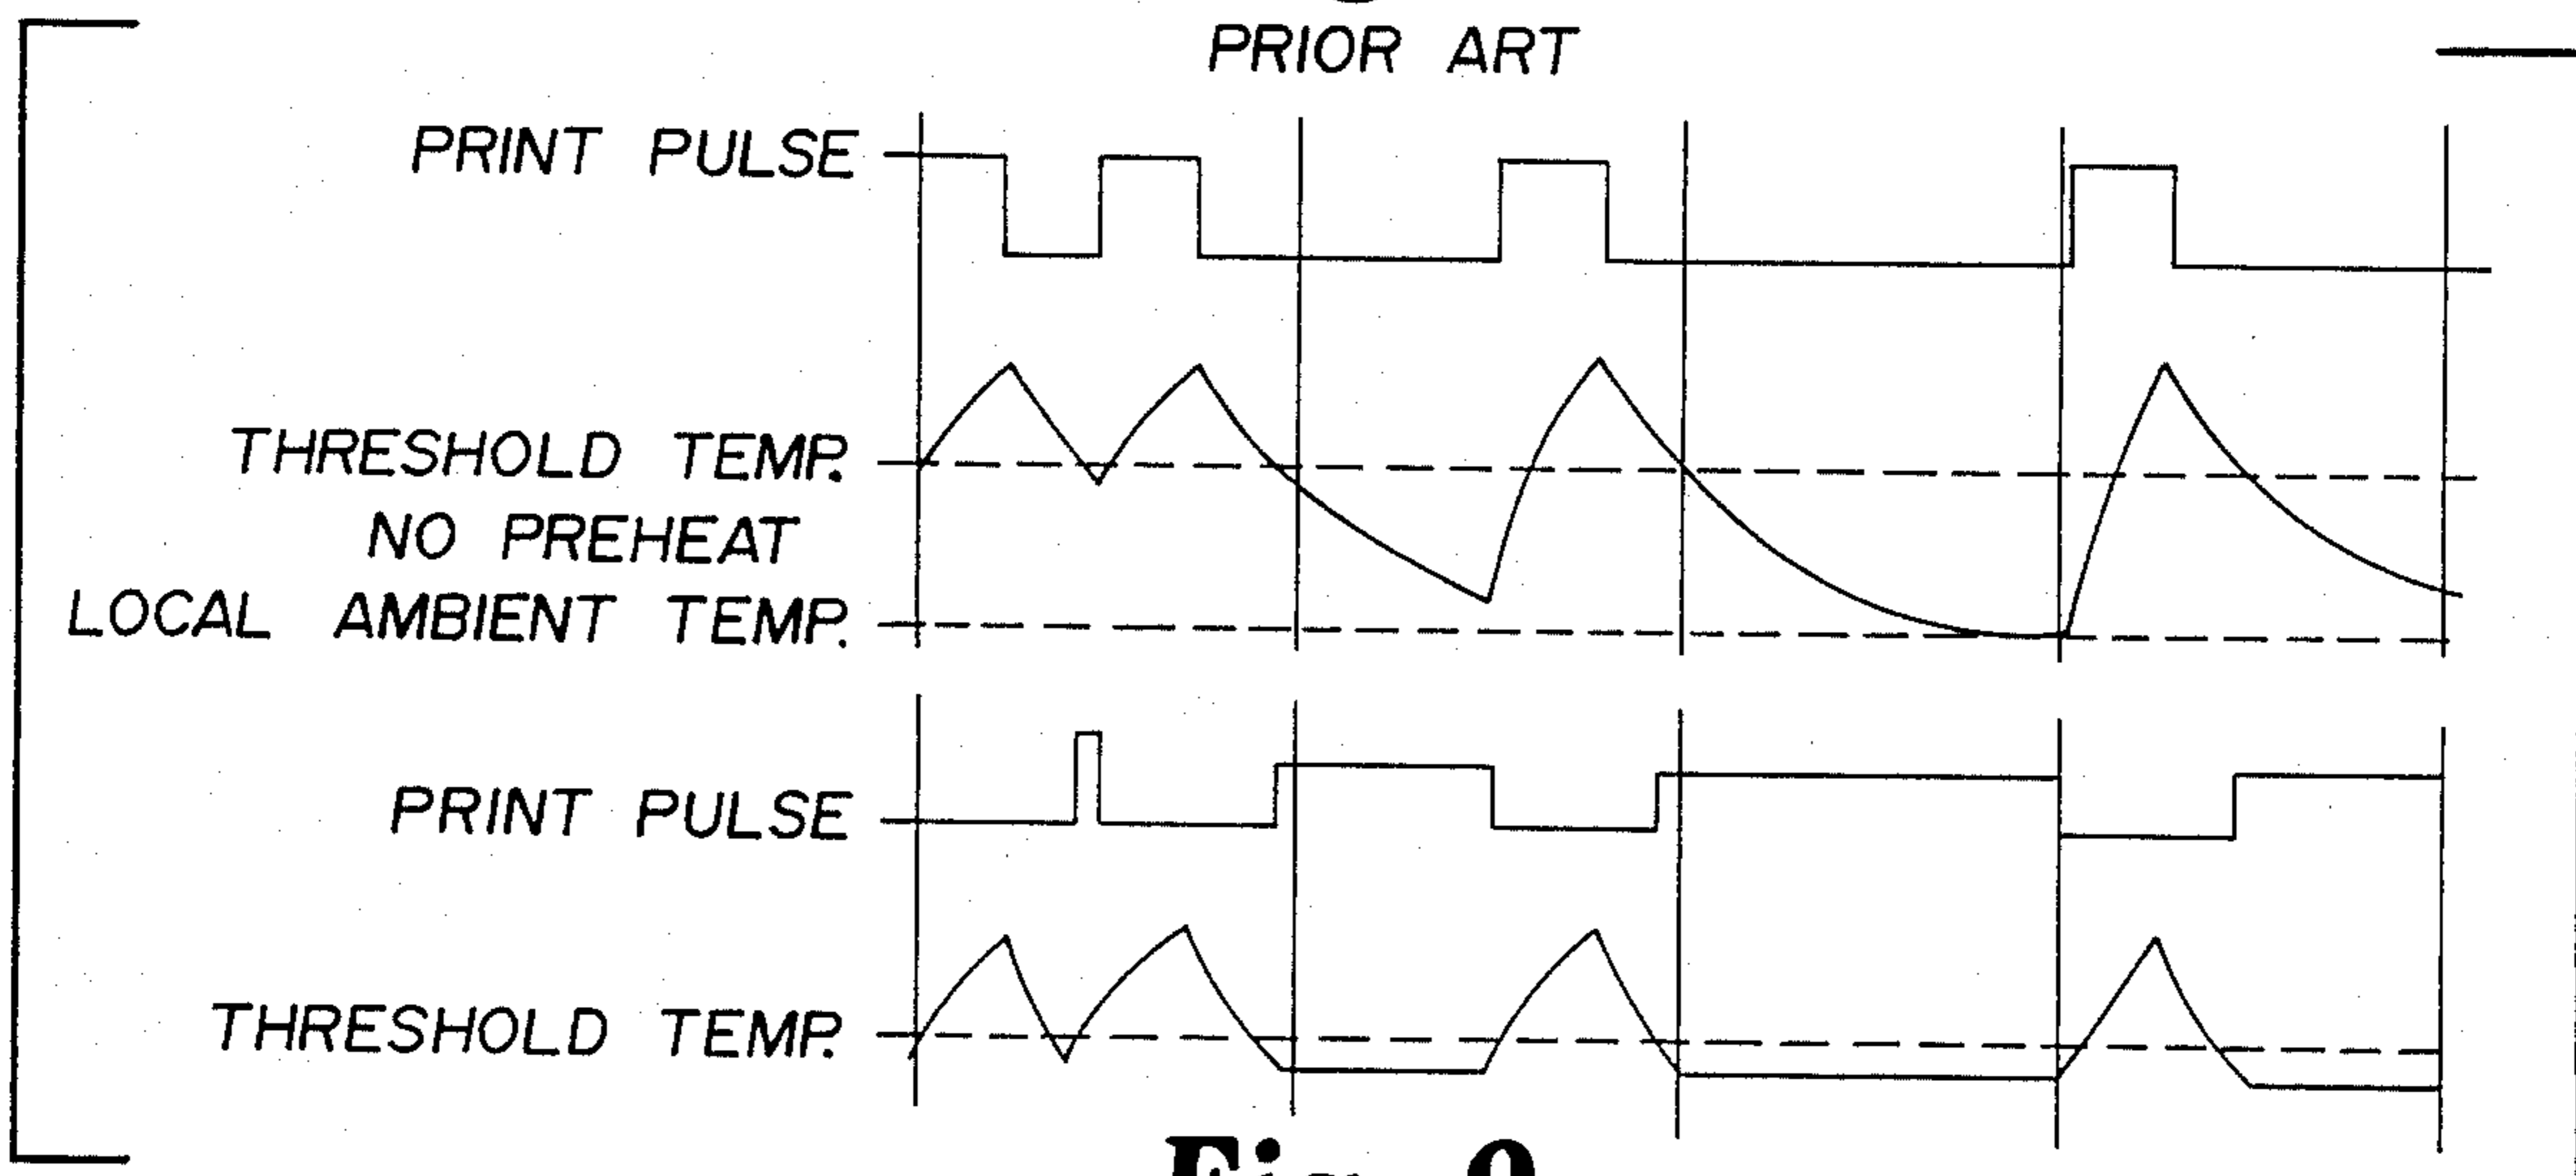 PRIOR ART
PRINT PULSE
THRESHOLD TEMP.
NO PREHEAT
LOCAL AMBIENT TEMP.
PRINT PULSE
THRESHOLD TEMP.